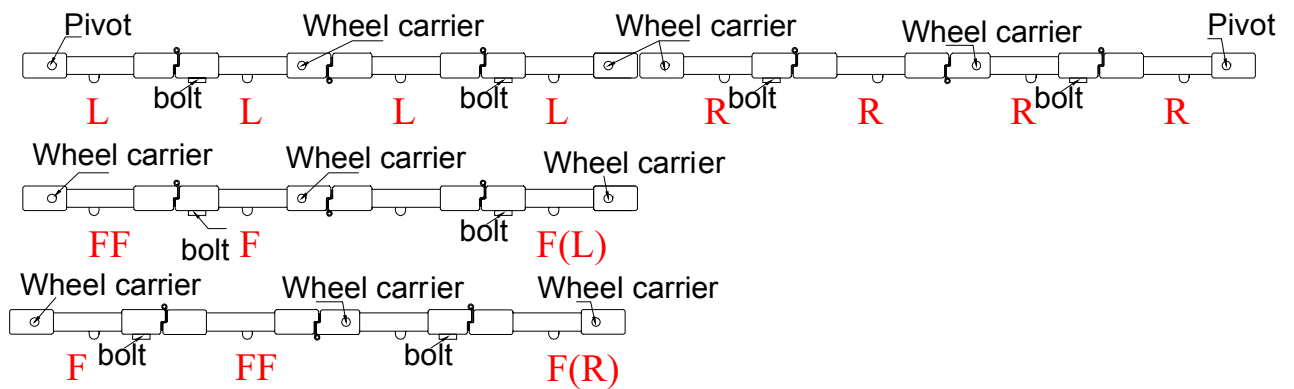 Pivot Wheel carrier Wheel carrier Wheel carrier Pivot
bolt bolt bolt bolt
L L L L R R R R
Wheel carrier Wheel carrier Wheel carrier
bolt bolt
FF F F(L)
Wheel carrier Wheel carrier Wheel carrier
bolt bolt
F FF F(R)